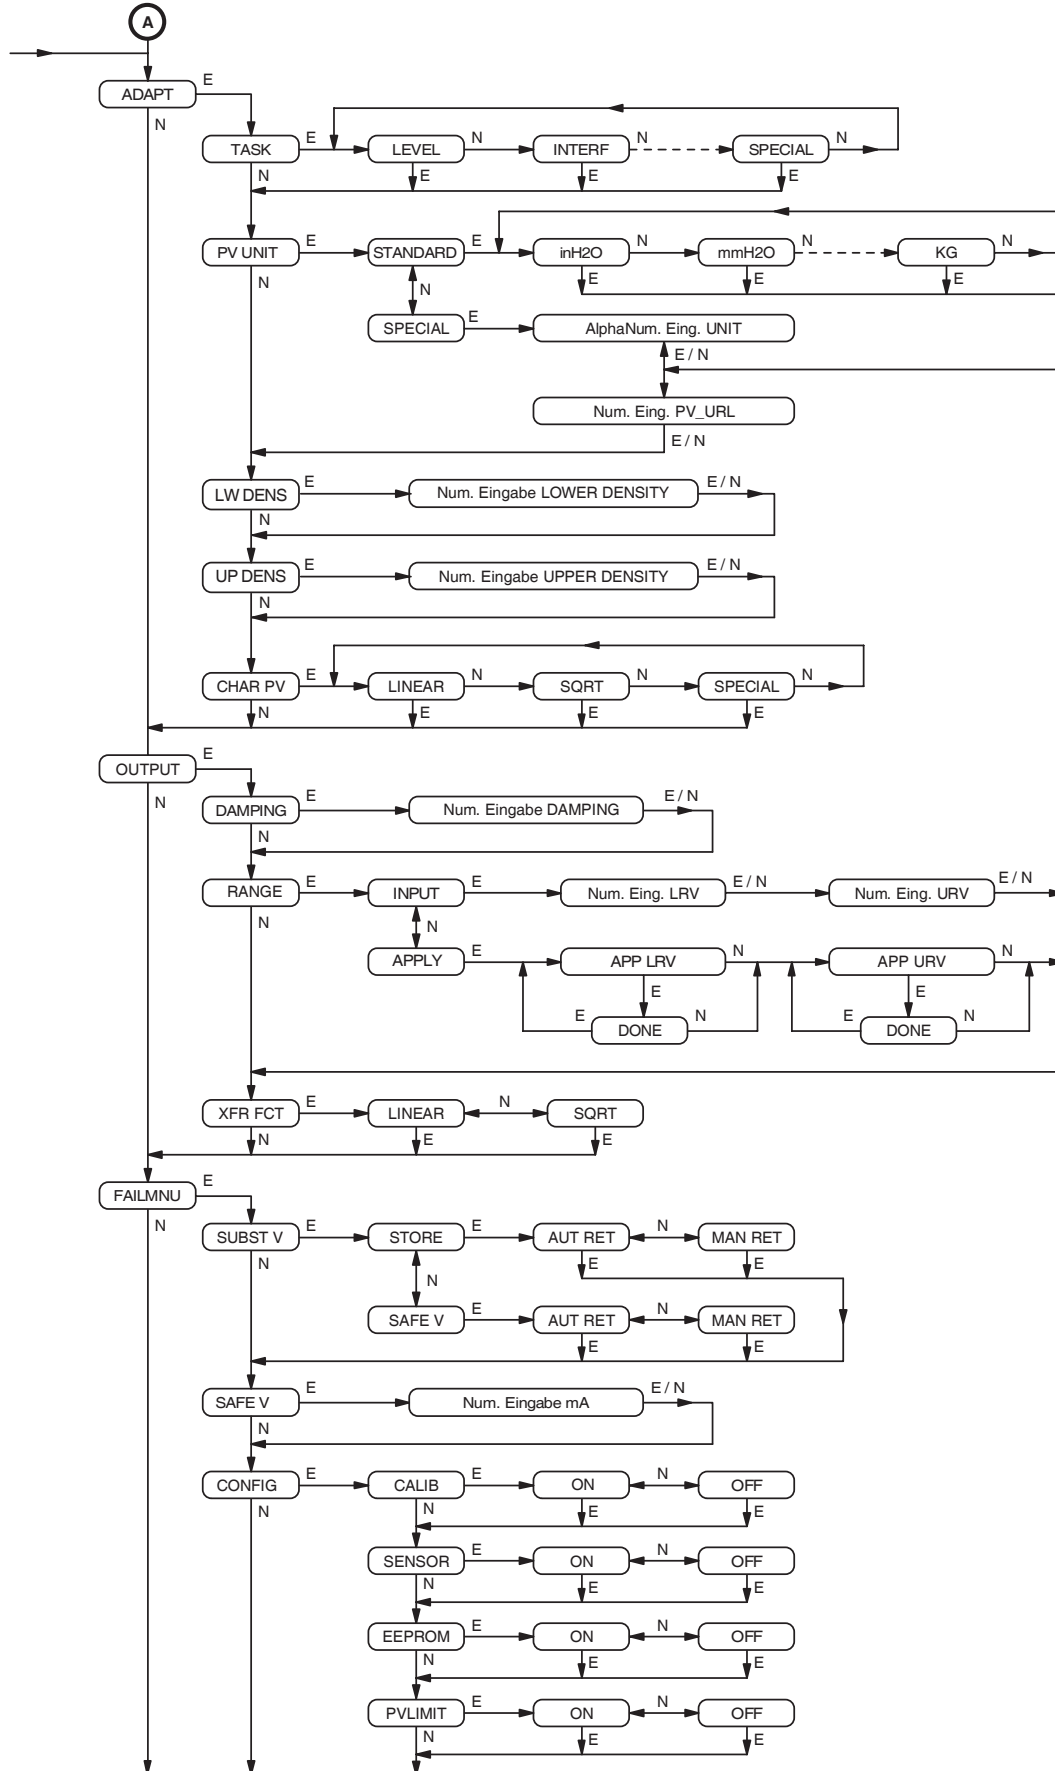 A
ADAPT E
N
TASK E LEVEL N INTERF N SPECIAL N
N E E E
PV UNIT E STANDARD E inH2O N mmH2O N KG N
N N E E E
SPECIAL E AlphaNum. Eing. UNIT
E / N
Num. Eing. PV_URL
E / N
LW DENS E Num. Eingabe LOWER DENSITY E / N
N
UP DENS E Num. Eingabe UPPER DENSITY E / N
N
CHAR PV E LINEAR N SQRT N SPECIAL N
N E E E
OUTPUT E
N
DAMPING E Num. Eingabe DAMPING E / N
N
RANGE E INPUT E Num. Eing. LRV E / N Num. Eing. URV E / N
N N
APPLY E APP LRV N APP URV N
E E
E DONE N E DONE N
XFR FCT E LINEAR N SQRT
N E E
FAILMNU E
N
SUBST V E STORE E AUT RET N MAN RET
N N E E
SAFE V E AUT RET N MAN RET
E E
SAFE V E Num. Eingabe mA E / N
N
CONFIG E CALIB E ON N OFF
N N E E
SENSOR E ON N OFF
N E E
EEPROM E ON N OFF
N E E
PVLIMIT E ON N OFF
N E E